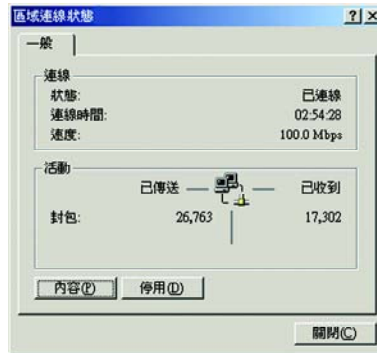 區域連線狀態
一般
連線
狀態: 已連線
連線時間: 02:54:28
速度: 100.0 Mbps
活動
已傳送 已收到
封包: 26,763 17,302
內容(P) 停用(D)
關閉(C)